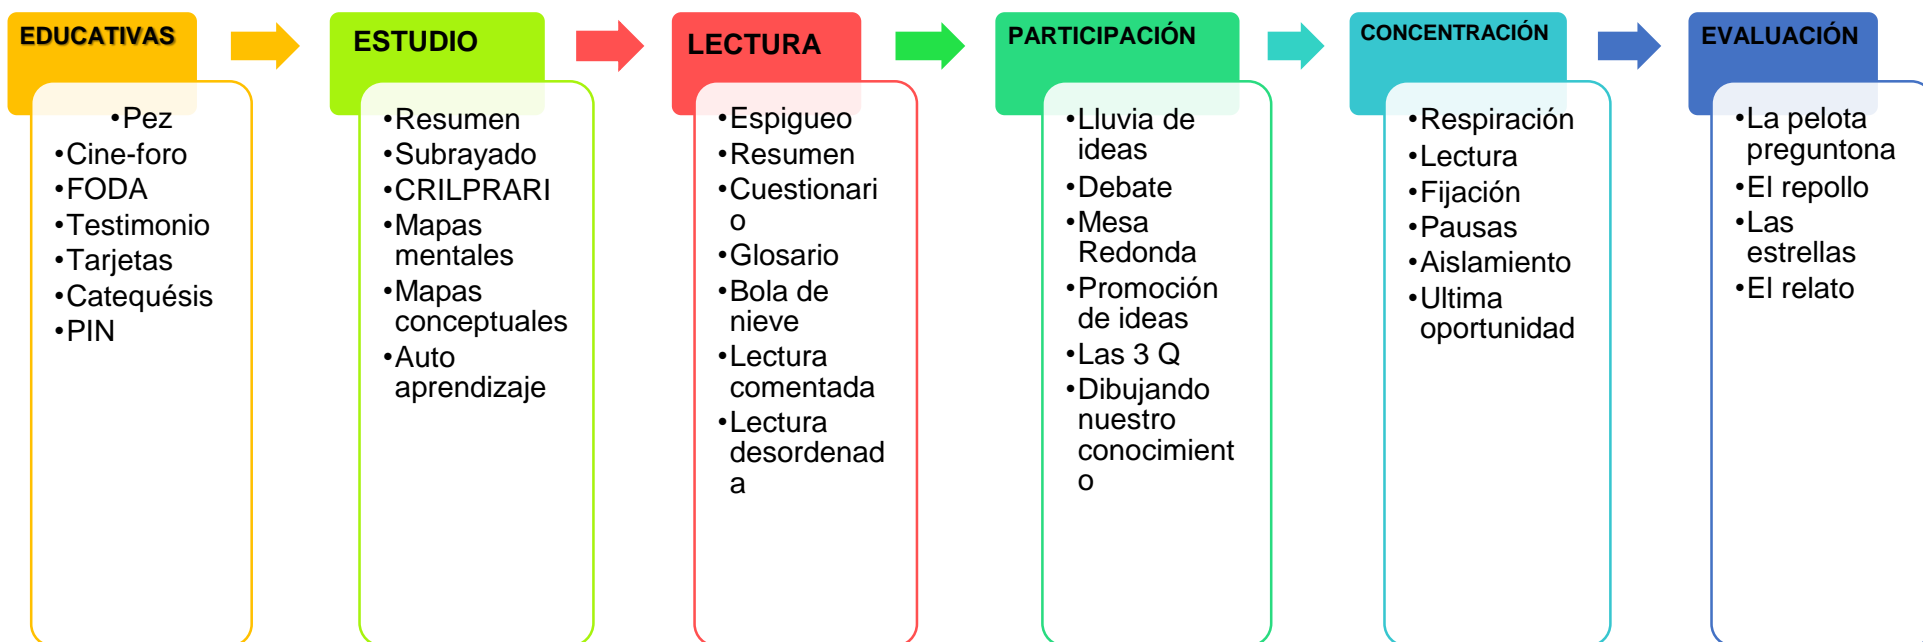 EDUCATIVAS
•Pez
•Cine-foro
•FODA
•Testimonio
•Tarjetas
•Catequésis
•PIN
ESTUDIO
•Resumen
•Subrayado
•CRILPRARI
•Mapas
mentales
•Mapas
conceptuales
•Auto
aprendizaje
LECTURA
•Espigueo
•Resumen
•Cuestionari
o
•Glosario
•Bola de
nieve
•Lectura
comentada
•Lectura
desordenad
a
PARTICIPACIÓN
•Lluvia de
ideas
•Debate
•Mesa
Redonda
•Promoción
de ideas
•Las 3 Q
•Dibujando
nuestro
conocimient
o
CONCENTRACIÓN
•Respiración
•Lectura
•Fijación
•Pausas
•Aislamiento
•Ultima
oportunidad
EVALUACIÓN
•La pelota
preguntona
•El repollo
•Las
estrellas
•El relato